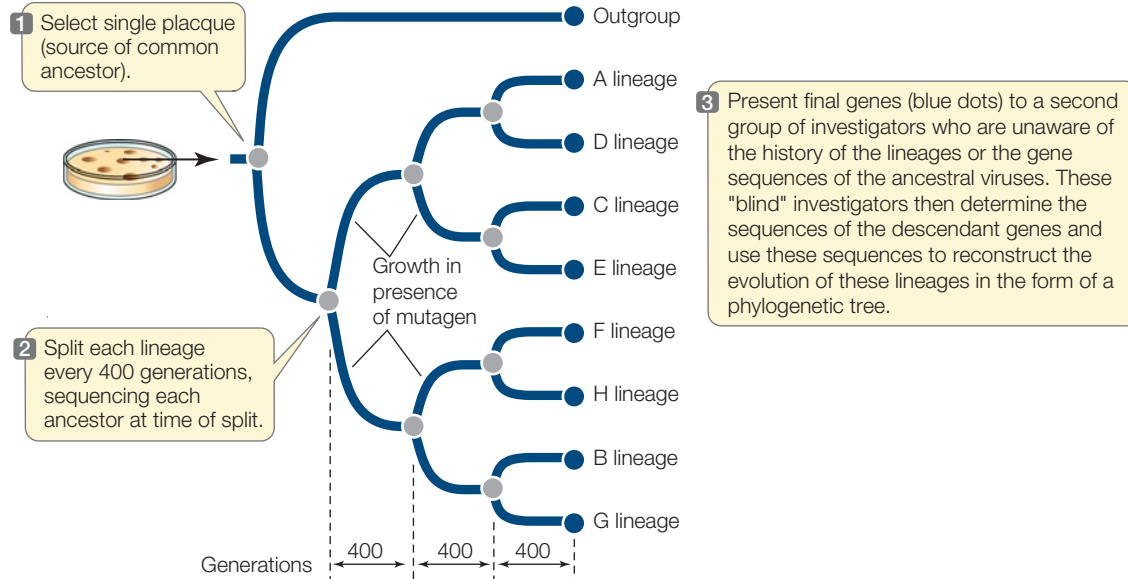 1 Select single placque
(source of common
ancestor).
Outgroup
A lineage
D lineage
C lineage
E lineage
F lineage
H lineage
B lineage
G lineage
Growth in
presence
of mutagen
2 Split each lineage
every 400 generations,
sequencing each
ancestor at time of split.
3 Present final genes (blue dots) to a second
group of investigators who are unaware of
the history of the lineages or the gene
sequences of the ancestral viruses. These
"blind" investigators then determine the
sequences of the descendant genes and
use these sequences to reconstruct the
evolution of these lineages in the form of a
phylogenetic tree.
Generations 400 400 400